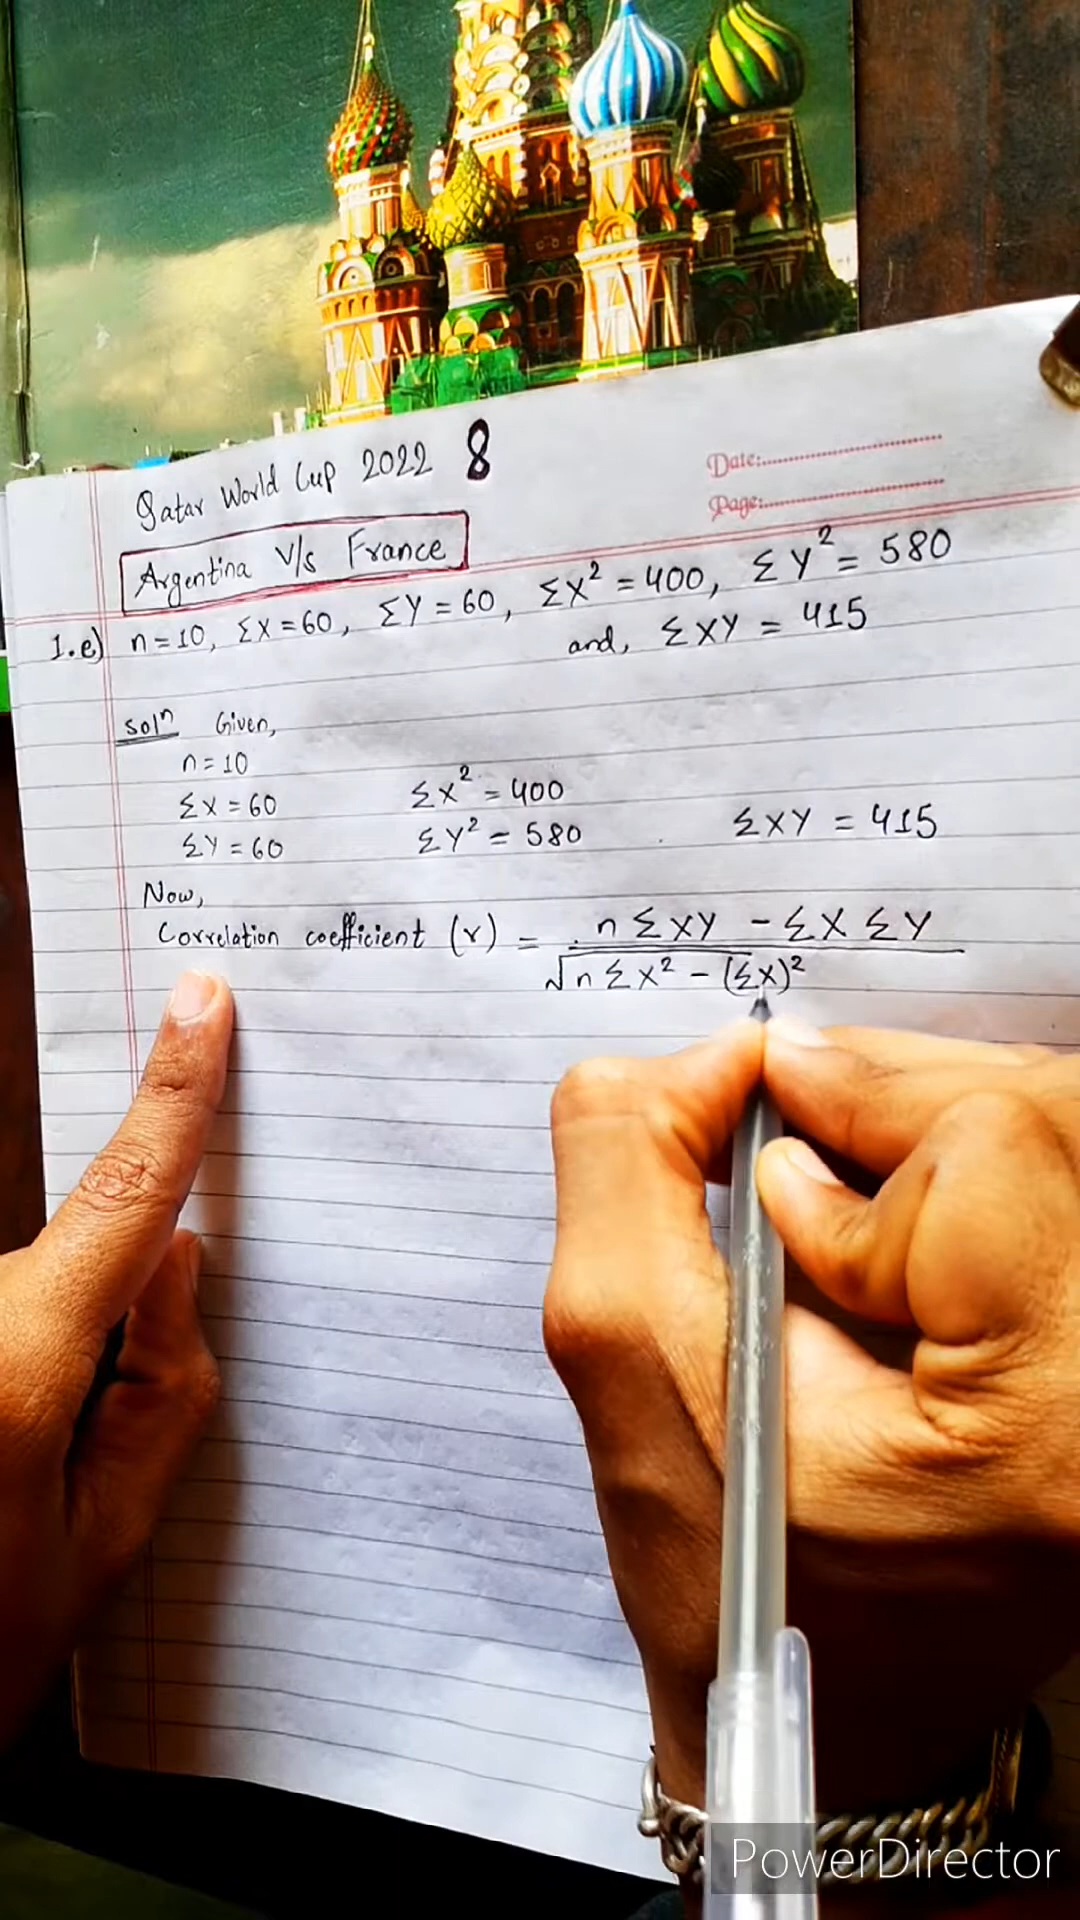 Qatar World Cup 2022 8
Date:
Page:
Argentina V/s France
1.e) n = 10, ΣX = 60, ΣY = 60, ΣX² = 400, ΣY² = 580
and, ΣXY = 415
Solⁿ Given,
n = 10
ΣX = 60 ΣX² = 400
ΣY = 60 ΣY² = 580 ΣXY = 415
Now,
Correlation coefficient (r) = nΣXY - ΣXΣY
√nΣX² - (ΣX)²
PowerDirector